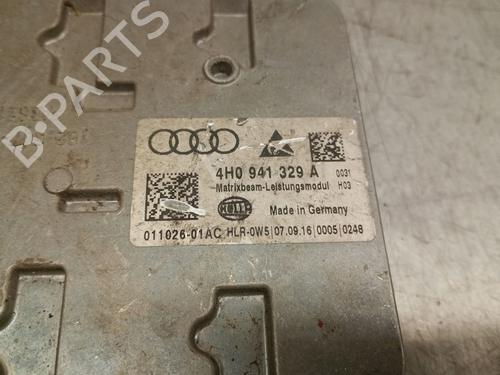 B-PARTS
4H0 941 329 A
0031
Matrixbeam-Leistungsmodul
H03
HELLA
Made in Germany
011026-01AC HLR-0W5|07.09.16|0005|0248